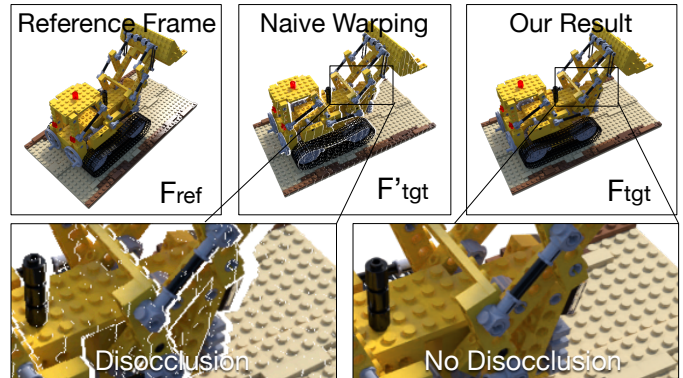 Reference Frame
Naive Warping
Our Result
Fref
F'tgt
Ftgt
Disocclusion
No Disocclusion